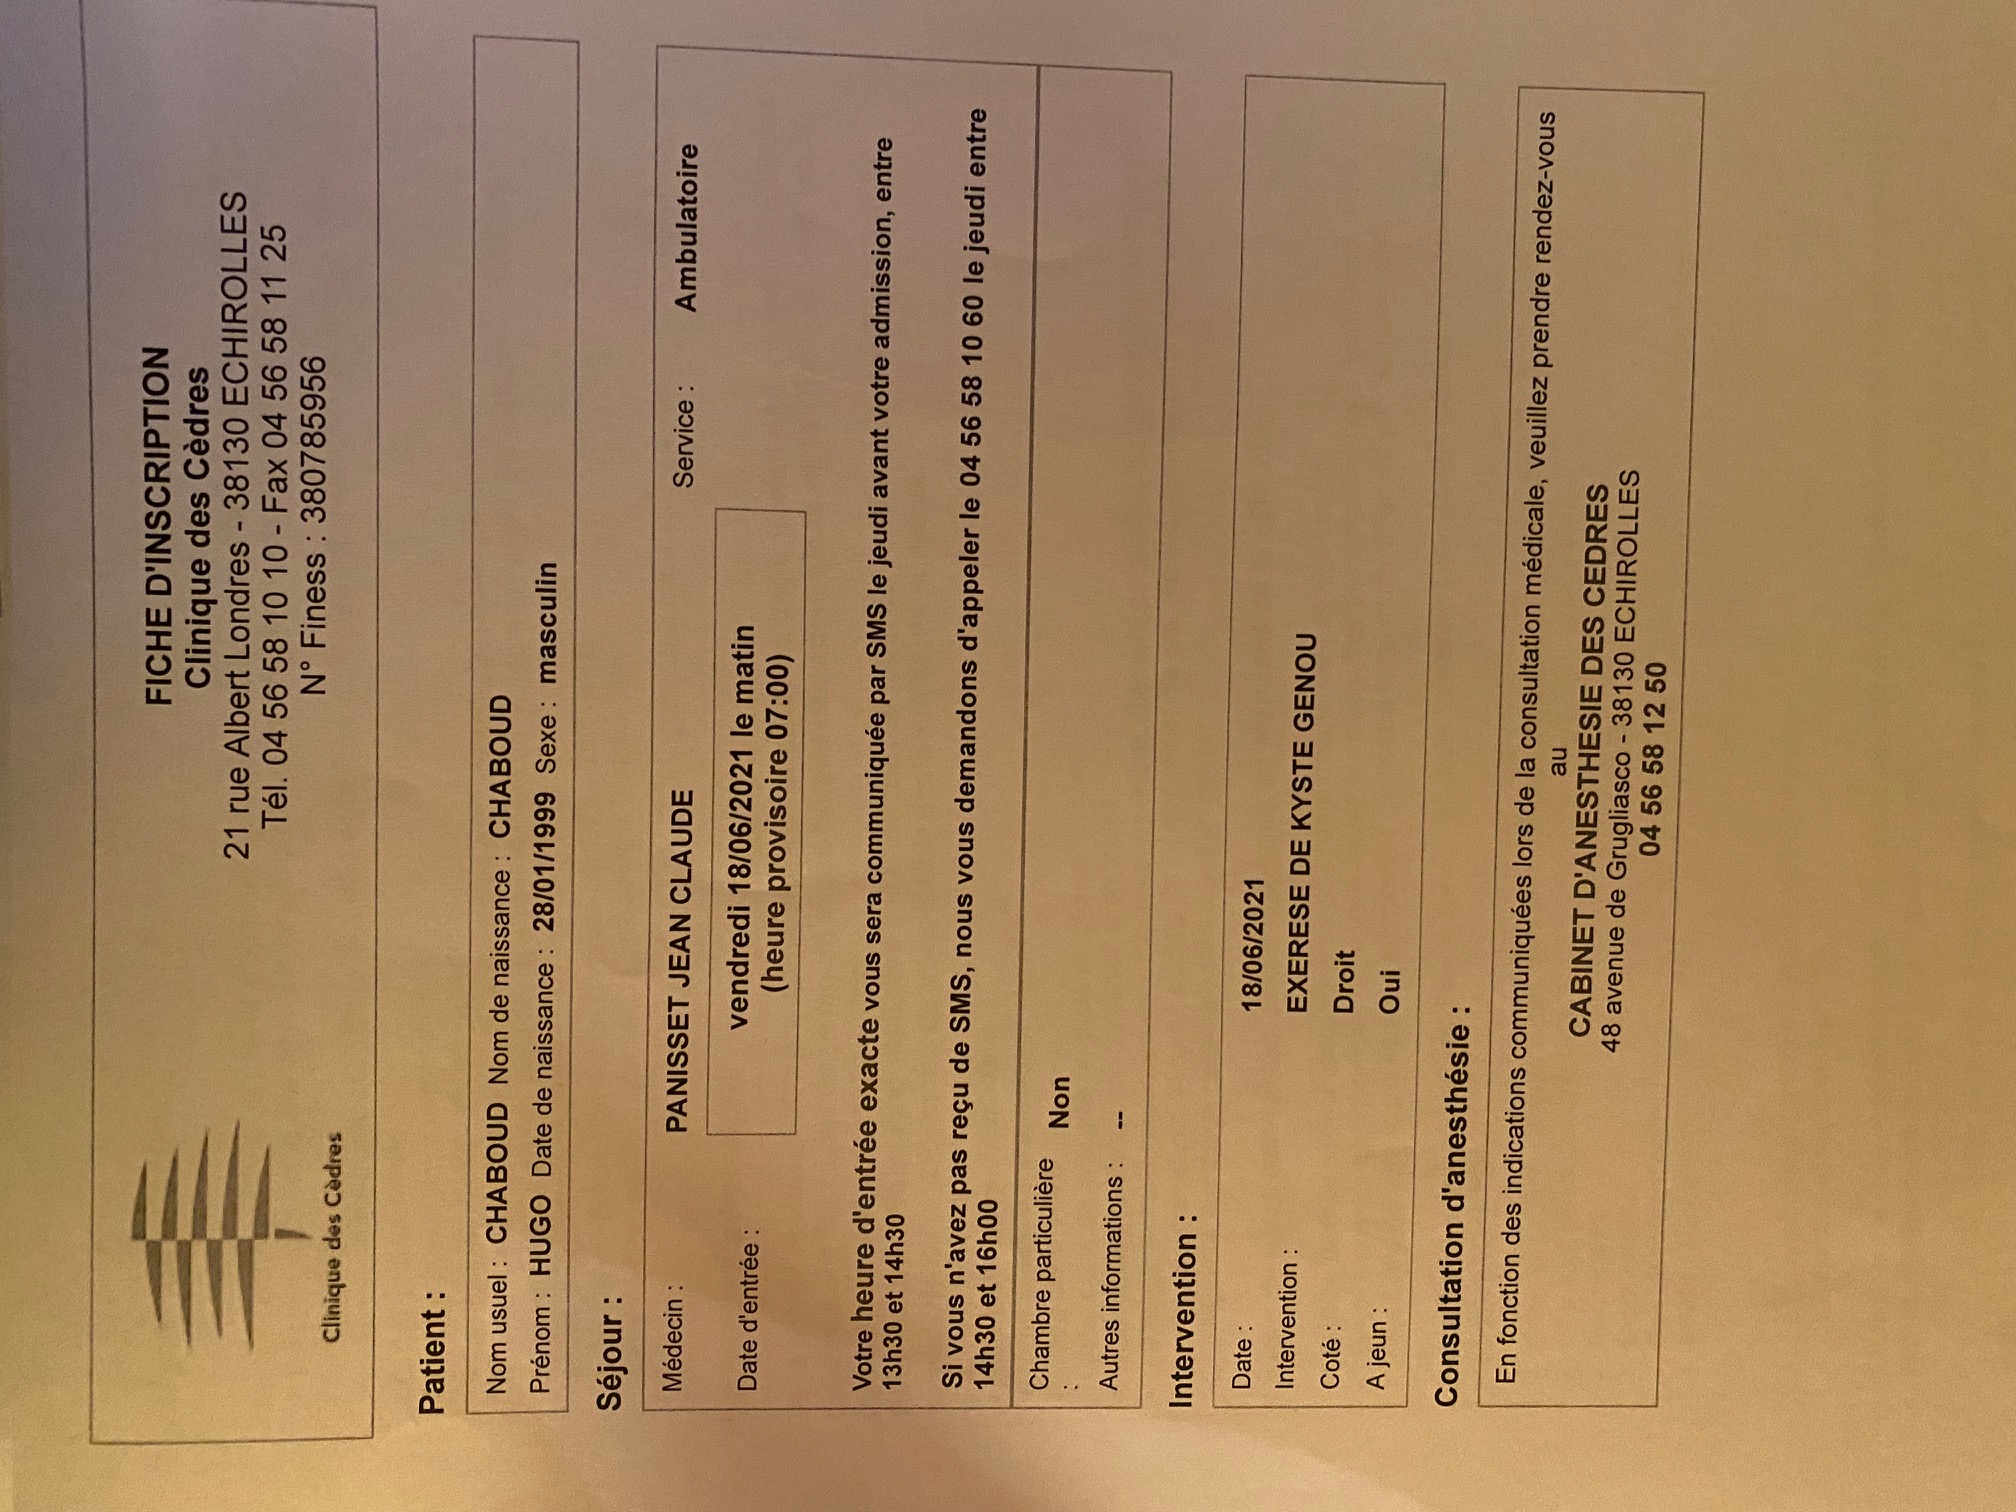 Clinique des Cèdres
FICHE D'INSCRIPTION
Clinique des Cèdres
21 rue Albert Londres - 38130 ECHIROLLES
Tél. 04 56 58 10 10 - Fax 04 56 58 11 25
N° Finess : 380785956
Patient :
Nom usuel : CHABOUD Nom de naissance : CHABOUD
Prénom : HUGO Date de naissance : 28/01/1999 Sexe : masculin
Séjour :
Médecin : PANISSET JEAN CLAUDE Service : Ambulatoire
Date d'entrée : vendredi 18/06/2021 le matin
(heure provisoire 07:00)
Votre heure d'entrée exacte vous sera communiquée par SMS le jeudi avant votre admission, entre
13h30 et 14h30
Si vous n'avez pas reçu de SMS, nous vous demandons d'appeler le 04 56 58 10 60 le jeudi entre
14h30 et 16h00
Chambre particulière
: Non
Autres informations : --
Intervention :
Date : 18/06/2021
Intervention : EXERESE DE KYSTE GENOU
Coté : Droit
A jeun : Oui
Consultation d'anesthésie :
En fonction des indications communiquées lors de la consultation médicale, veuillez prendre rendez-vous
au
CABINET D'ANESTHESIE DES CEDRES
48 avenue de Grugliasco - 38130 ECHIROLLES
04 56 58 12 50